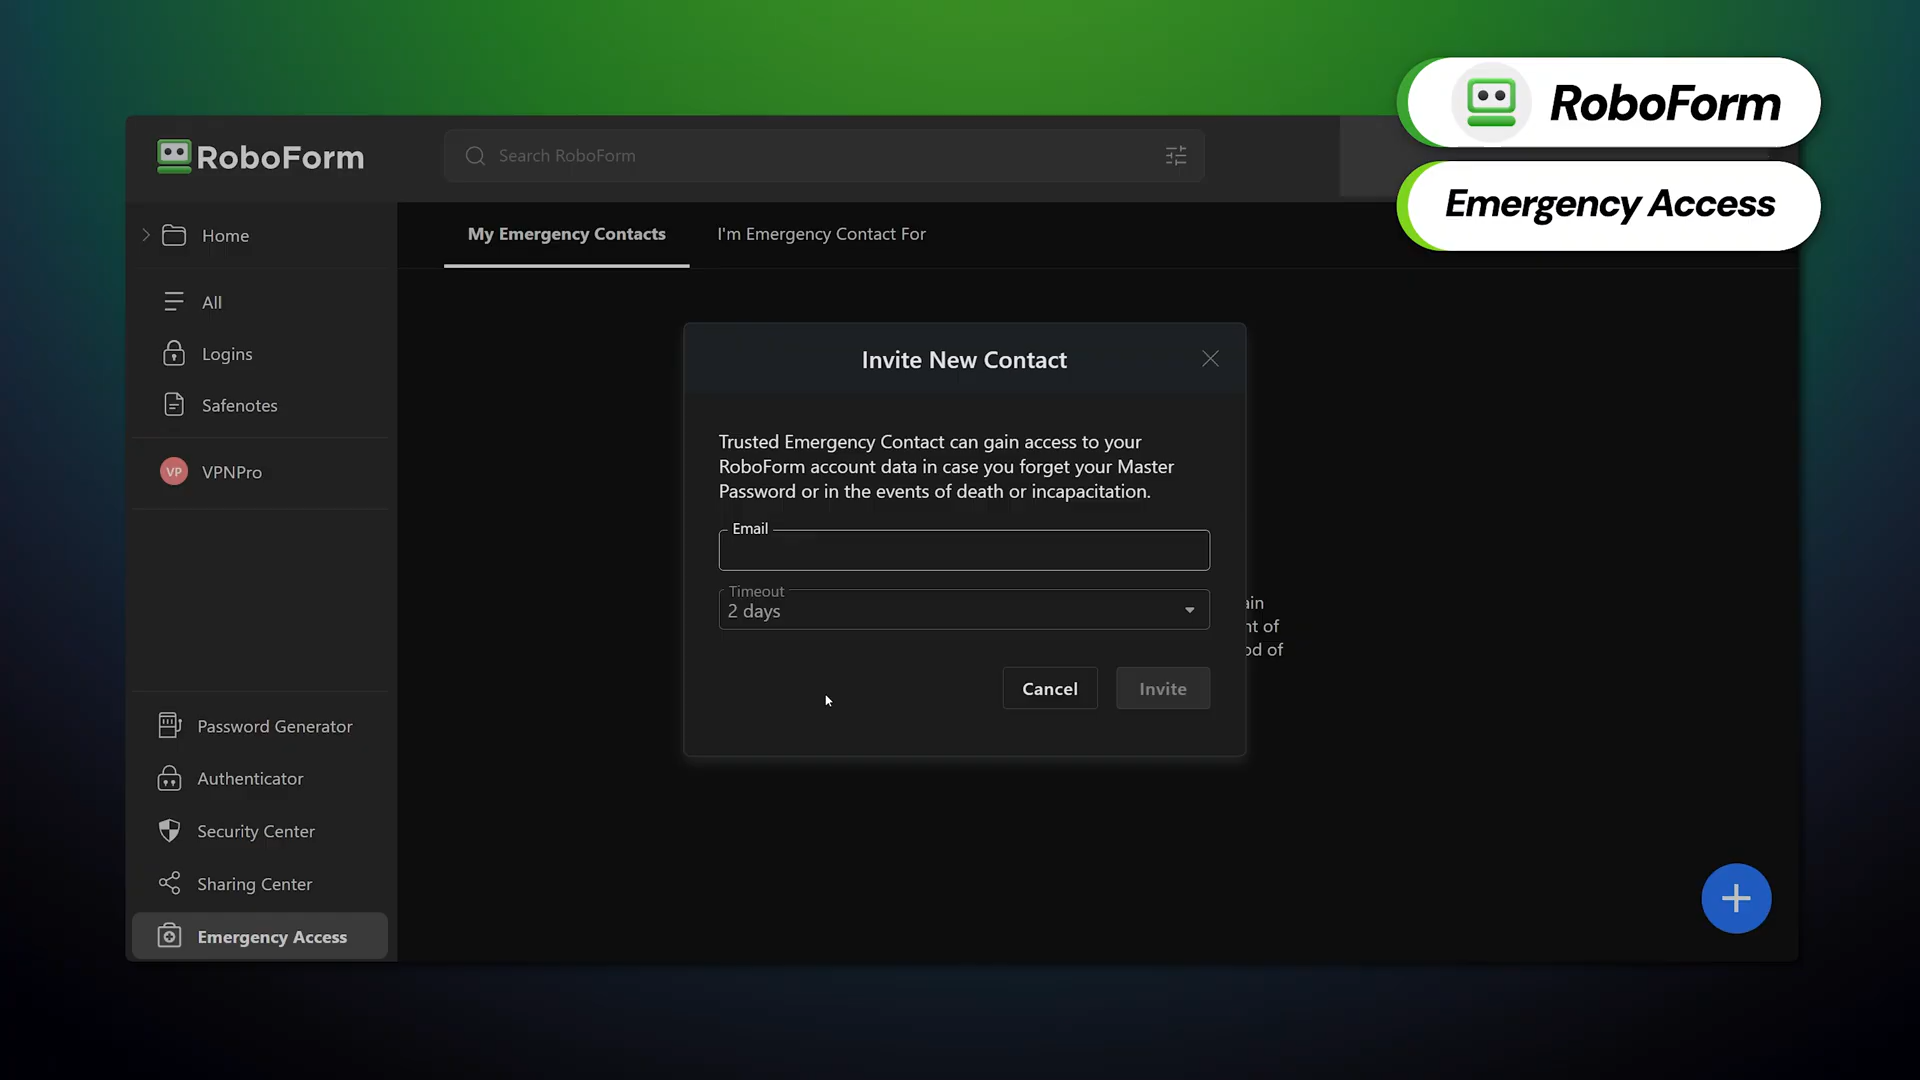 RoboForm
Emergency Access
RoboForm
Search RoboForm
Home
All
Logins
Safenotes
VP
VPNPro
Password Generator
Authenticator
Security Center
Sharing Center
Emergency Access
My Emergency Contacts
I'm Emergency Contact For
Invite New Contact
Trusted Emergency Contact can gain access to your
RoboForm account data in case you forget your Master
Password or in the events of death or incapacitation.
Email
Timeout
2 days
Cancel
Invite
of
of